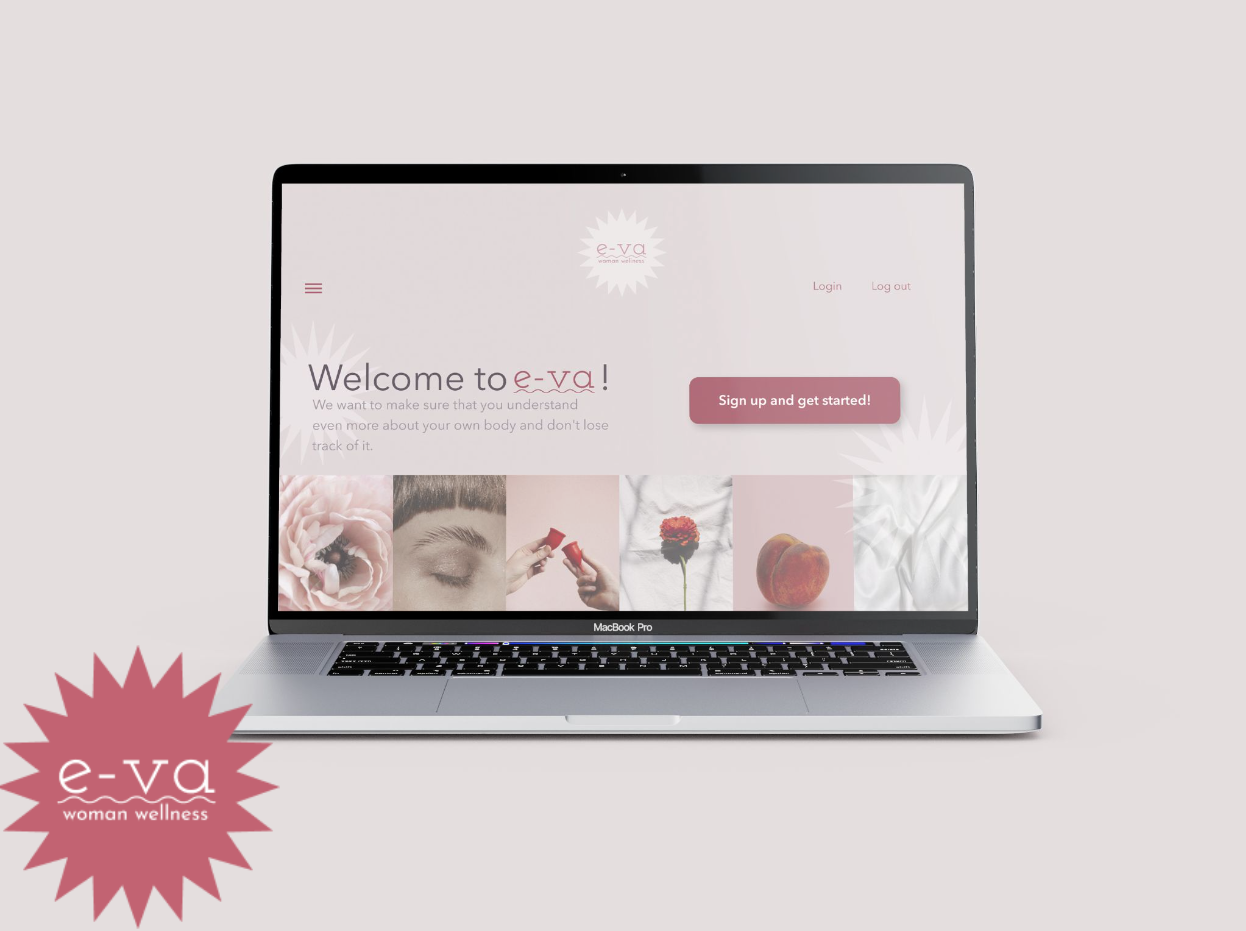 e-va
woman wellness
Login
Log out
Welcome to e-va!
We want to make sure that you understand
even more about your own body and don't lose
track of it.
Sign up and get started!
MacBook Pro
e-va
woman wellness